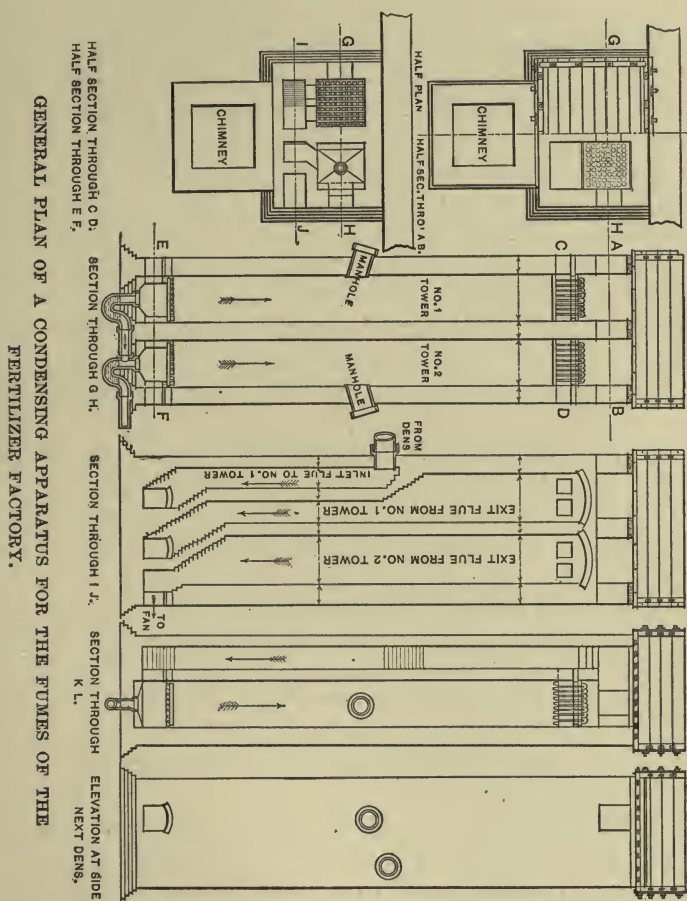 G
CHIMNEY
H A B.
HALF PLAN (HALF SEC. THRO' A B.
I
G
CHIMNEY
J
H
HALF SECTION THROUGH C D:
HALF SECTION THROUGH E F.
A
B
C
D
NO.1
TOWER
NO.2
TOWER
MANHOLE
MANHOLE
E
F
SECTION THROUGH G H.
FROM
DENS
INLET FLUE TO NO.1 TOWER
EXIT FLUE FROM NO.1 TOWER
EXIT FLUE FROM NO.2 TOWER
TO
FAN
SECTION THROUGH I J.
SECTION THROUGH
K L.
ELEVATION AT SIDE
NEXT DENS.
GENERAL PLAN OF A CONDENSING APPARATUS FOR THE FUMES OF THE
FERTILIZER FACTORY.